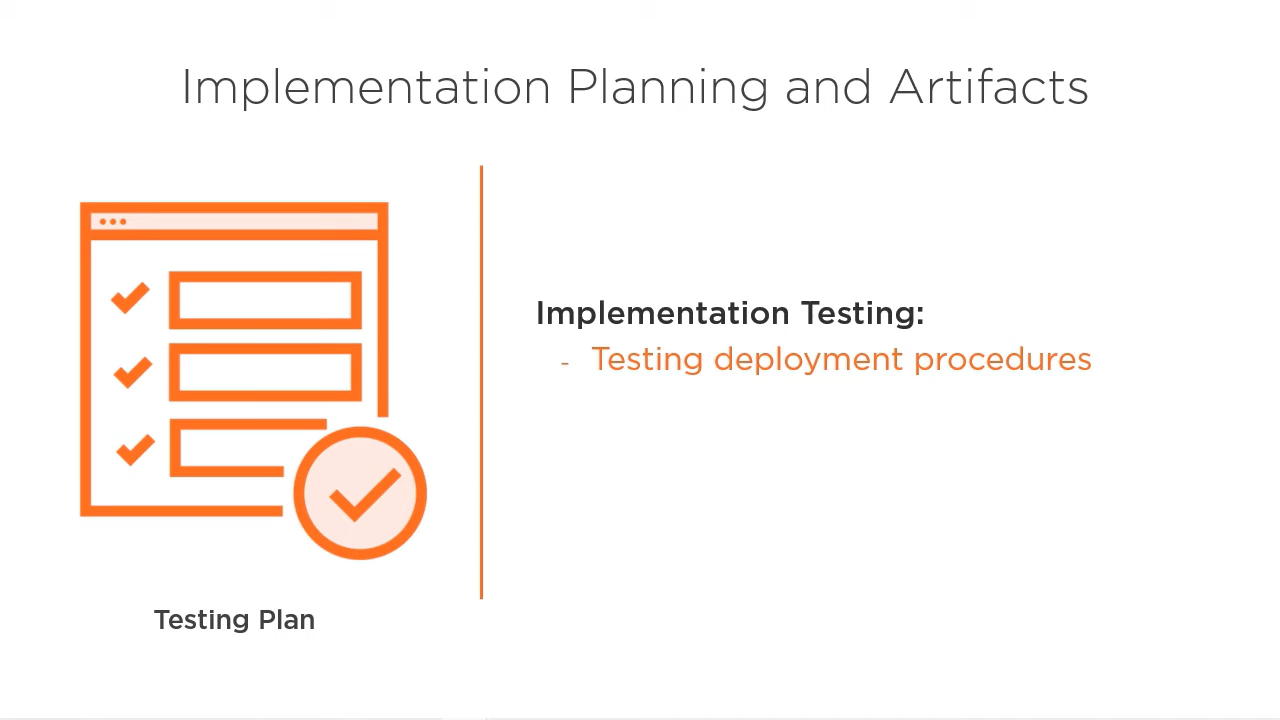 Implementation Planning and Artifacts
Implementation Testing:
- Testing deployment procedures
Testing Plan